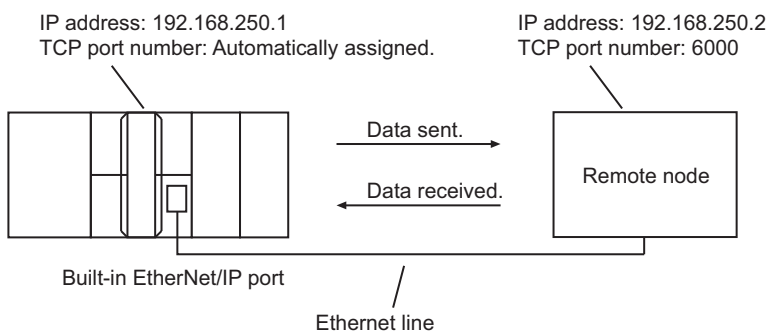 IP address: 192.168.250.1
TCP port number: Automatically assigned.
IP address: 192.168.250.2
TCP port number: 6000
Data sent.
Data received.
Remote node
Built-in EtherNet/IP port
Ethernet line